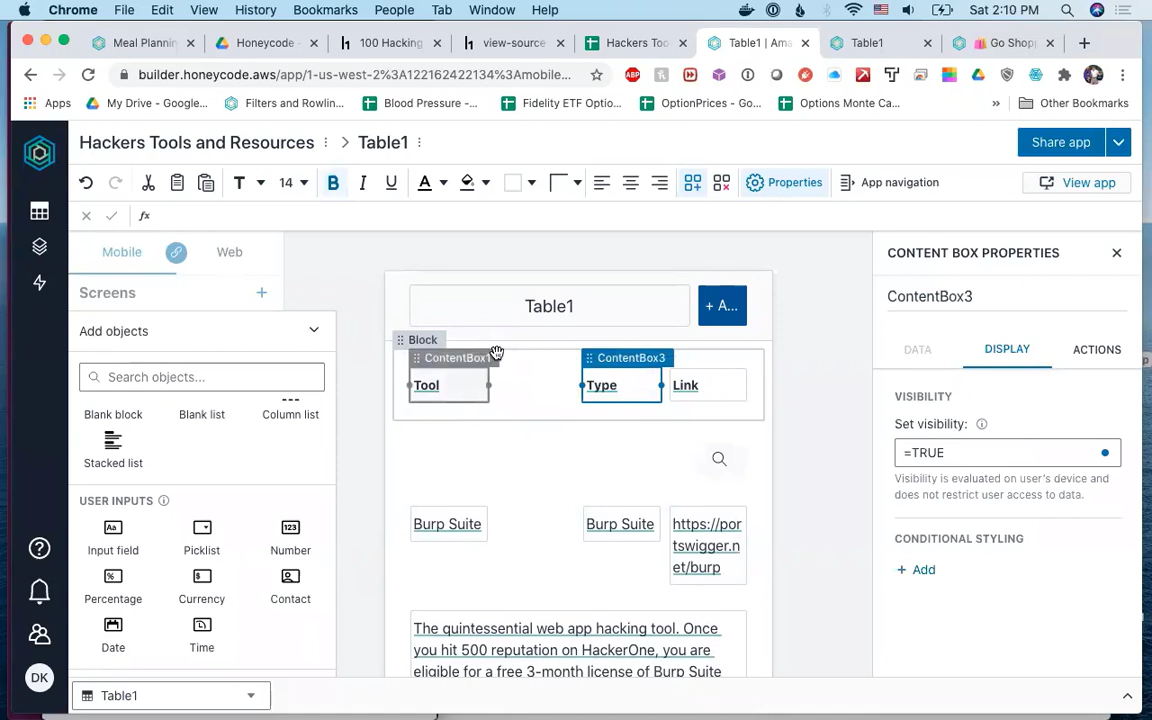 Chrome File Edit View History Bookmarks People Tab Window Help Sat 2:10 PM
Meal Plannin Honeycode - 100 Hacking view-source Hackers Too Table1 | Ama Table1 Go Shopp
builder.honeycode.aws/app/1-us-west-2%3A122162422134%3Amobile...
Apps My Drive - Google... Filters and Rowlin... Blood Pressure -... Fidelity ETF Optio... OptionPrices - Go... Options Monte Ca... » Other Bookmarks
Hackers Tools and Resources > Table1 Share app
T 14 B I U A Properties App navigation View app
fx
Mobile Web
Screens
Add objects
Search objects...
Blank block Blank list Column list
Stacked list
USER INPUTS
Input field Picklist Number
Percentage Currency Contact
Date Time
DK
Table1
Table1 + A...
Block
ContentBox1 ContentBox3
Tool Type Link
Burp Suite Burp Suite https://por
tswigger.n
et/burp
The quintessential web app hacking tool. Once
you hit 500 reputation on HackerOne, you are
eligible for a free 3-month license of Burp Suite
CONTENT BOX PROPERTIES
ContentBox3
DATA DISPLAY ACTIONS
VISIBILITY
Set visibility:
=TRUE
Visibility is evaluated on user's device and
does not restrict user access to data.
CONDITIONAL STYLING
+ Add